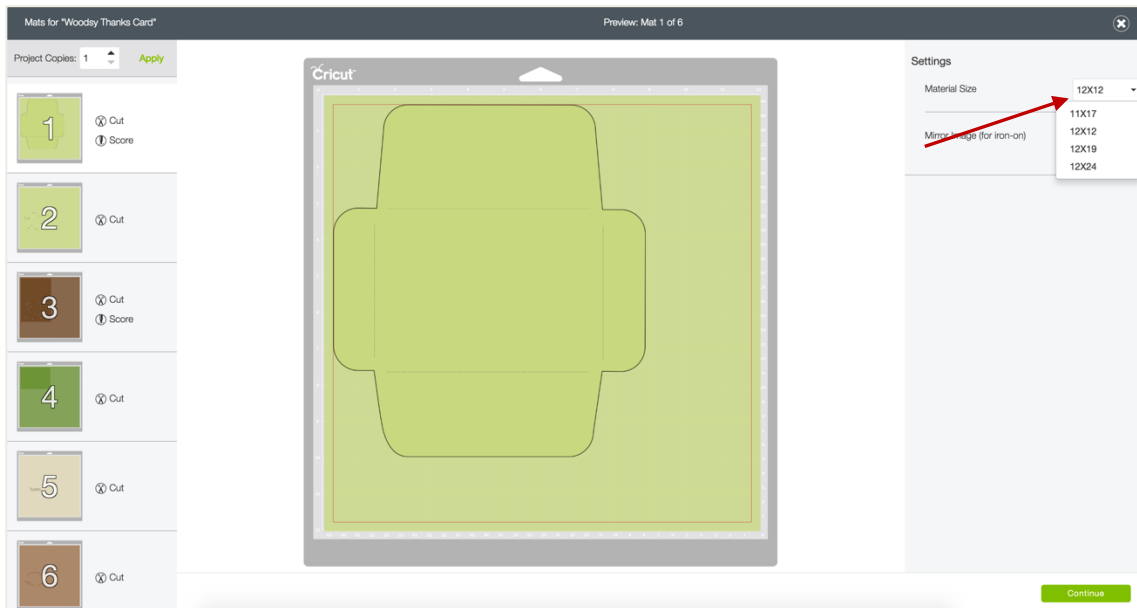 Mats for "Woodsy Thanks Card"
Preview: Mat 1 of 6
Project Copies: 1
Apply
1
Cut
Score
2
Cut
3
Cut
Score
4
Cut
5
Cut
6
Cut
Cricut
Settings
Material Size
12X12
11X17
12X12
12X19
12X24
Mirror Image (for iron-on)
Continue